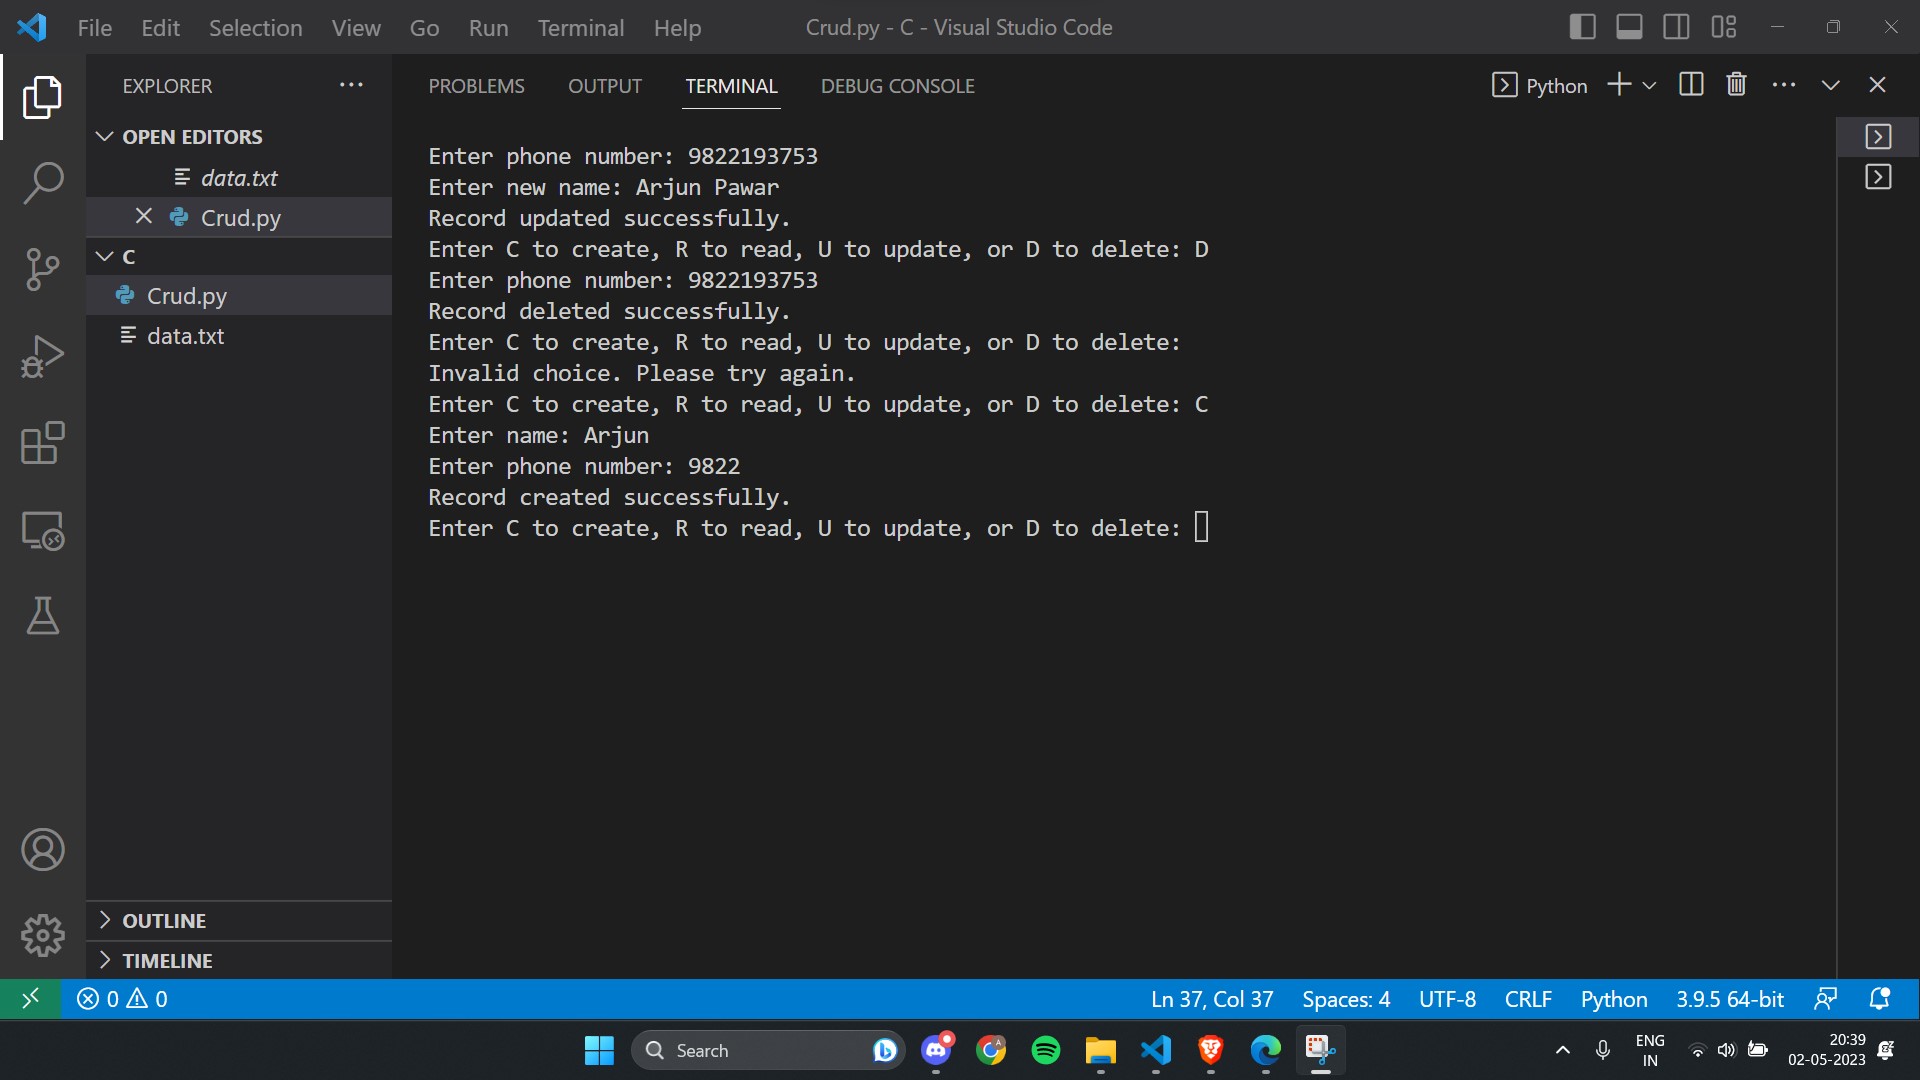 File Edit Selection View Go Run Terminal Help Crud.py - C - Visual Studio Code
EXPLORER
PROBLEMS OUTPUT TERMINAL DEBUG CONSOLE Python
OPEN EDITORS
data.txt
Crud.py
C
Crud.py
data.txt
Enter phone number: 9822193753
Enter new name: Arjun Pawar
Record updated successfully.
Enter C to create, R to read, U to update, or D to delete: D
Enter phone number: 9822193753
Record deleted successfully.
Enter C to create, R to read, U to update, or D to delete:
Invalid choice. Please try again.
Enter C to create, R to read, U to update, or D to delete: C
Enter name: Arjun
Enter phone number: 9822
Record created successfully.
Enter C to create, R to read, U to update, or D to delete:
OUTLINE
TIMELINE
0 0 Ln 37, Col 37 Spaces: 4 UTF-8 CRLF Python 3.9.5 64-bit
Search
ENG
IN
20:39
02-05-2023